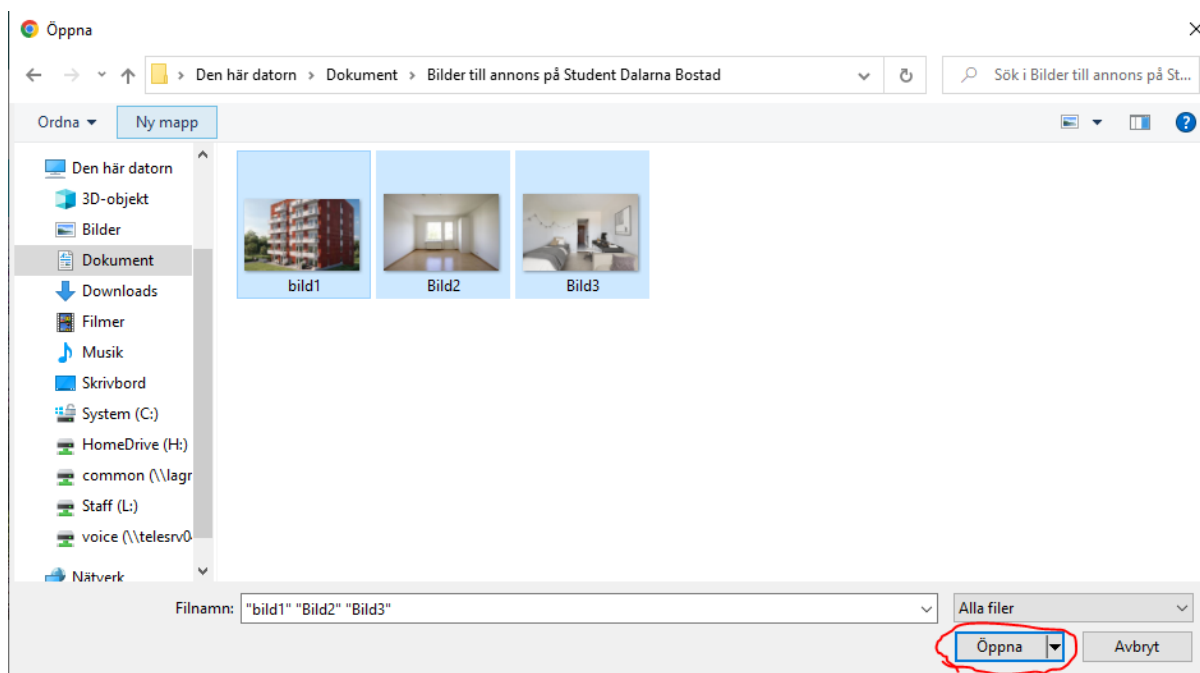 Öppna
Den här datorn › Dokument › Bilder till annons på Student Dalarna Bostad
Sök i Bilder till annons på St...
Ordna
Ny mapp
Den här datorn
3D-objekt
Bilder
Dokument
Downloads
Filmer
Musik
Skrivbord
System (C:)
HomeDrive (H:)
common (\\lagr
Staff (L:)
voice (\\telesrv0
Nätverk
bild1
Bild2
Bild3
Filnamn: "bild1" "Bild2" "Bild3"
Alla filer
Öppna
Avbryt